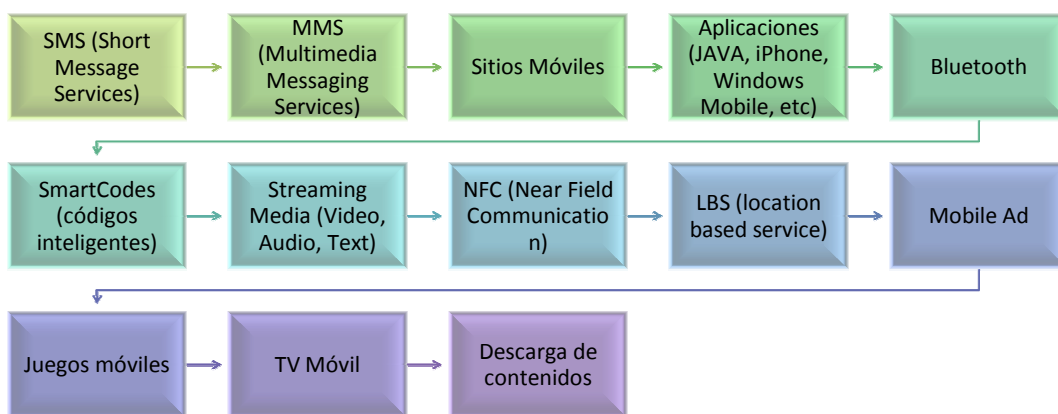 SMS (Short
Message
Services)
MMS
(Multimedia
Messaging
Services)
Sitios Móviles
Aplicaciones
(JAVA, iPhone,
Windows
Mobile, etc)
Bluetooth
SmartCodes
(códigos
inteligentes)
Streaming
Media (Video,
Audio, Text)
NFC (Near Field
Communicatio
n)
LBS (location
based service)
Mobile Ad
Juegos móviles
TV Móvil
Descarga de
contenidos